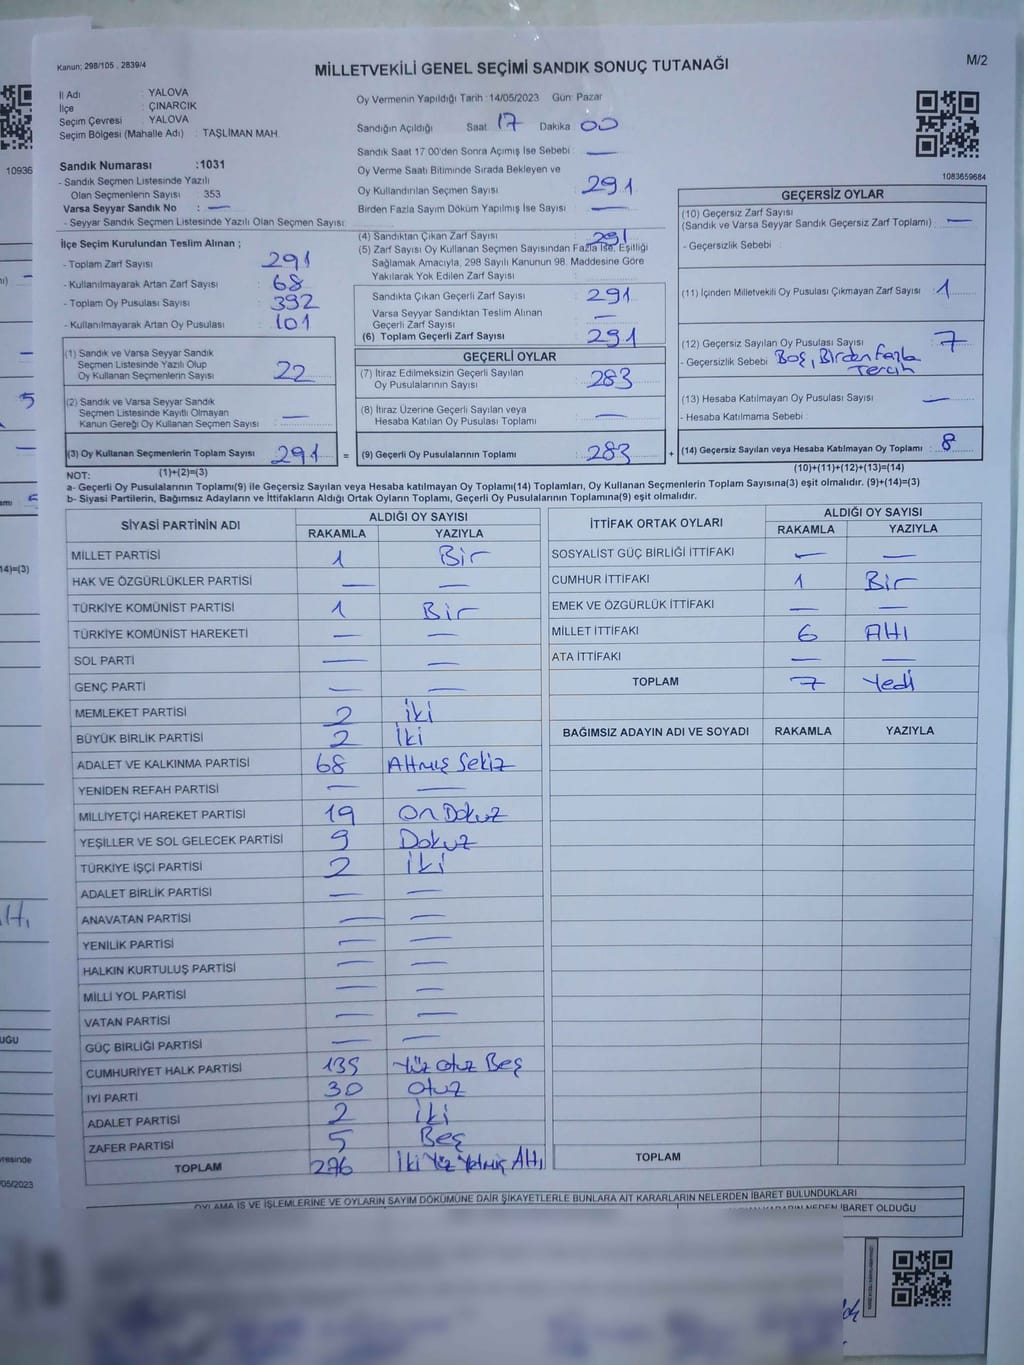 Kanun; 298/105 . 2839/4
MİLLETVEKİLİ GENEL SEÇİMİ SANDIK SONUÇ TUTANAĞI
M/2
İl Adı : YALOVA
İlçe : ÇINARCIK
Seçim Çevresi : YALOVA
Seçim Bölgesi (Mahalle Adı) : TAŞLİMAN MAH.
Oy Vermenin Yapıldığı Tarih :14/05/2023 Gün: Pazar
Sandığın Açıldığı Saat 17 Dakika 00
Sandık Saat 17:00'den Sonra Açımış İse Sebebi : —
Oy Verme Saati Bitiminde Sırada Bekleyen ve
Oy Kullandırılan Seçmen Sayısı : 291
Birden Fazla Sayım Döküm Yapılmış İse Sayısı : —
1083659684
10936
Sandık Numarası :1031
- Sandık Seçmen Listesinde Yazılı
Olan Seçmenlerin Sayısı : 353
Varsa Seyyar Sandık No : —
- Seyyar Sandık Seçmen Listesinde Yazılı Olan Seçmen Sayısı:
İlçe Seçim Kurulundan Teslim Alınan ;
- Toplam Zarf Sayısı : 291
- Kullanılmayarak Artan Zarf Sayısı : 68
- Toplam Oy Pusulası Sayısı : 392
- Kullanılmayarak Artan Oy Pusulası : 101
(1) Sandık ve Varsa Seyyar Sandık
Seçmen Listesinde Yazılı Olup
Oy Kullanan Seçmenlerin Sayısı : 22
(2) Sandık ve Varsa Seyyar Sandık
Seçmen Listesinde Kayıtlı Olmayan
Kanun Gereği Oy Kullanan Seçmen Sayısı : —
(3) Oy Kullanan Seçmenlerin Toplam Sayısı : 291 =
(1)+(2)=(3)
(4) Sandıktan Çıkan Zarf Sayısı : 291
(5) Zarf Sayısı Oy Kullanan Seçmen Sayısından Fazla İse, Eşitliği
Sağlamak Amacıyla, 298 Sayılı Kanunun 98. Maddesine Göre
Yakılarak Yok Edilen Zarf Sayısı :
Sandıkta Çıkan Geçerli Zarf Sayısı : 291
Varsa Seyyar Sandıktan Teslim Alınan
Geçerli Zarf Sayısı : —
(6) Toplam Geçerli Zarf Sayısı : 291
GEÇERLİ OYLAR
(7) İtiraz Edilmeksizin Geçerli Sayılan
Oy Pusulalarının Sayısı : 283
(8) İtiraz Üzerine Geçerli Sayılan veya
Hesaba Katılan Oy Pusulası Toplamı : —
(9) Geçerli Oy Pusulalarının Toplamı : 283 +
GEÇERSİZ OYLAR
(10) Geçersiz Zarf Sayısı
(Sandık ve Varsa Seyyar Sandık Geçersiz Zarf Toplamı) : —
- Geçersizlik Sebebi :
(11) İçinden Milletvekili Oy Pusulası Çıkmayan Zarf Sayısı : 1
(12) Geçersiz Sayılan Oy Pusulası Sayısı : 7
- Geçersizlik Sebebi : Boş, Birden Fazla
Tercih
(13) Hesaba Katılmayan Oy Pusulası Sayısı : —
- Hesaba Katılmama Sebebi :
(14) Geçersiz Sayılan veya Hesaba Katılmayan Oy Toplamı : 8
(10)+(11)+(12)+(13)=(14)
NOT:
a- Geçerli Oy Pusulalarının Toplamı(9) ile Geçersiz Sayılan veya Hesaba Katılmayan Oy Toplamı(14) Toplamları, Oy Kullanan Seçmenlerin Toplam Sayısına(3) eşit olmalıdır. (9)+(14)=(3)
b- Siyasi Partilerin, Bağımsız Adayların ve İttifakların Aldığı Ortak Oyların Toplamı, Geçerli Oy Pusulalarının Toplamına(9) eşit olmalıdır.
SİYASİ PARTİNİN ADI ALDIĞI OY SAYISI
RAKAMLA YAZIYLA
MİLLET PARTİSİ 1 Bir
HAK VE ÖZGÜRLÜKLER PARTİSİ — —
TÜRKİYE KOMÜNİST PARTİSİ 1 Bir
TÜRKİYE KOMÜNİST HAREKETİ — —
SOL PARTİ — —
GENÇ PARTİ — —
MEMLEKET PARTİSİ 2 İki
BÜYÜK BİRLİK PARTİSİ 2 İki
ADALET VE KALKINMA PARTİSİ 68 Altmış Sekiz
YENİDEN REFAH PARTİSİ — —
MİLLİYETÇİ HAREKET PARTİSİ 19 On Dokuz
YEŞİLLER VE SOL GELECEK PARTİSİ 9 Dokuz
TÜRKİYE İŞÇİ PARTİSİ 2 İki
ADALET BİRLİK PARTİSİ — —
ANAVATAN PARTİSİ — —
YENİLİK PARTİSİ — —
HALKIN KURTULUŞ PARTİSİ — —
MİLLİ YOL PARTİSİ — —
VATAN PARTİSİ — —
GÜÇ BİRLİĞİ PARTİSİ — —
CUMHURİYET HALK PARTİSİ 135 Yüz Otuz Beş
İYİ PARTİ 30 Otuz
ADALET PARTİSİ 2 İki
ZAFER PARTİSİ 5 Beş
TOPLAM 276 İki Yüz Yetmiş Altı
İTTİFAK ORTAK OYLARI ALDIĞI OY SAYISI
RAKAMLA YAZIYLA
SOSYALİST GÜÇ BİRLİĞİ İTTİFAKI — —
CUMHUR İTTİFAKI 1 Bir
EMEK VE ÖZGÜRLÜK İTTİFAKI — —
MİLLET İTTİFAKI 6 Altı
ATA İTTİFAKI — —
TOPLAM 7 Yedi
BAĞIMSIZ ADAYIN ADI VE SOYADI RAKAMLA YAZIYLA
TOPLAM
OYLAMA İŞ VE İŞLEMLERİNE VE OYLARIN SAYIM DÖKÜMÜNE DAİR ŞİKAYETLERLE BUNLARA AİT KARARLARIN NELERDEN İBARET BULUNDUKLARI
İBARET OLDUĞU
14)=(3)
/05/2023